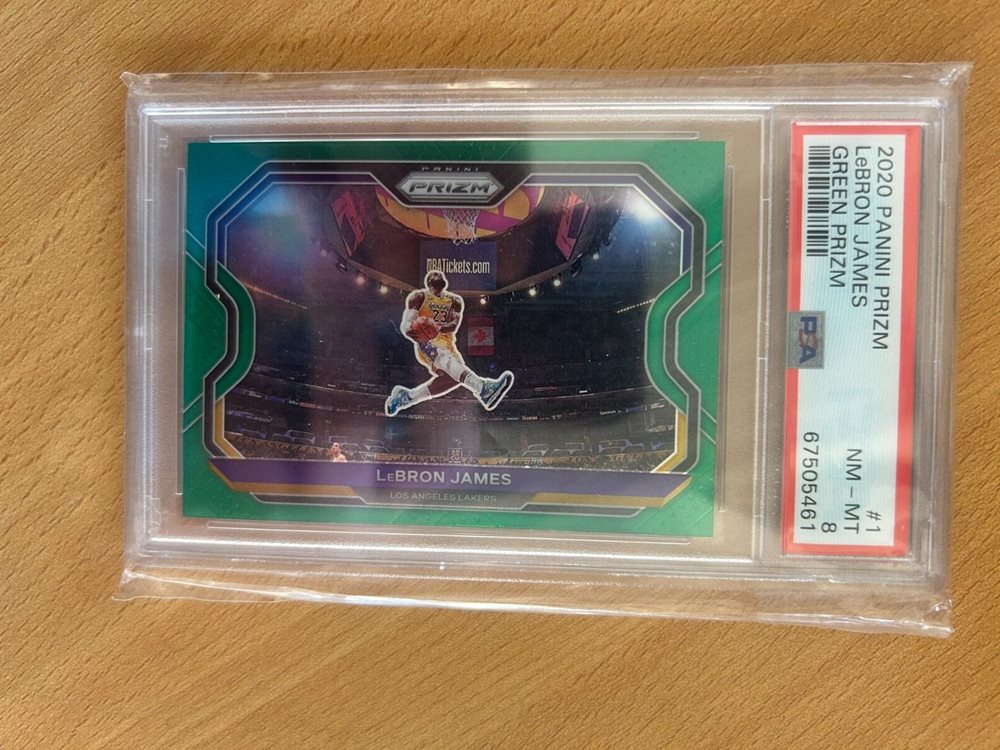 PANINI
PRIZM
NBATickets.com
23
LeBRON JAMES
LOS ANGELES LAKERS
2020 PANINI PRIZM
LeBRON JAMES
GREEN PRIZM
PSA
#1
NM - MT
8
67505461